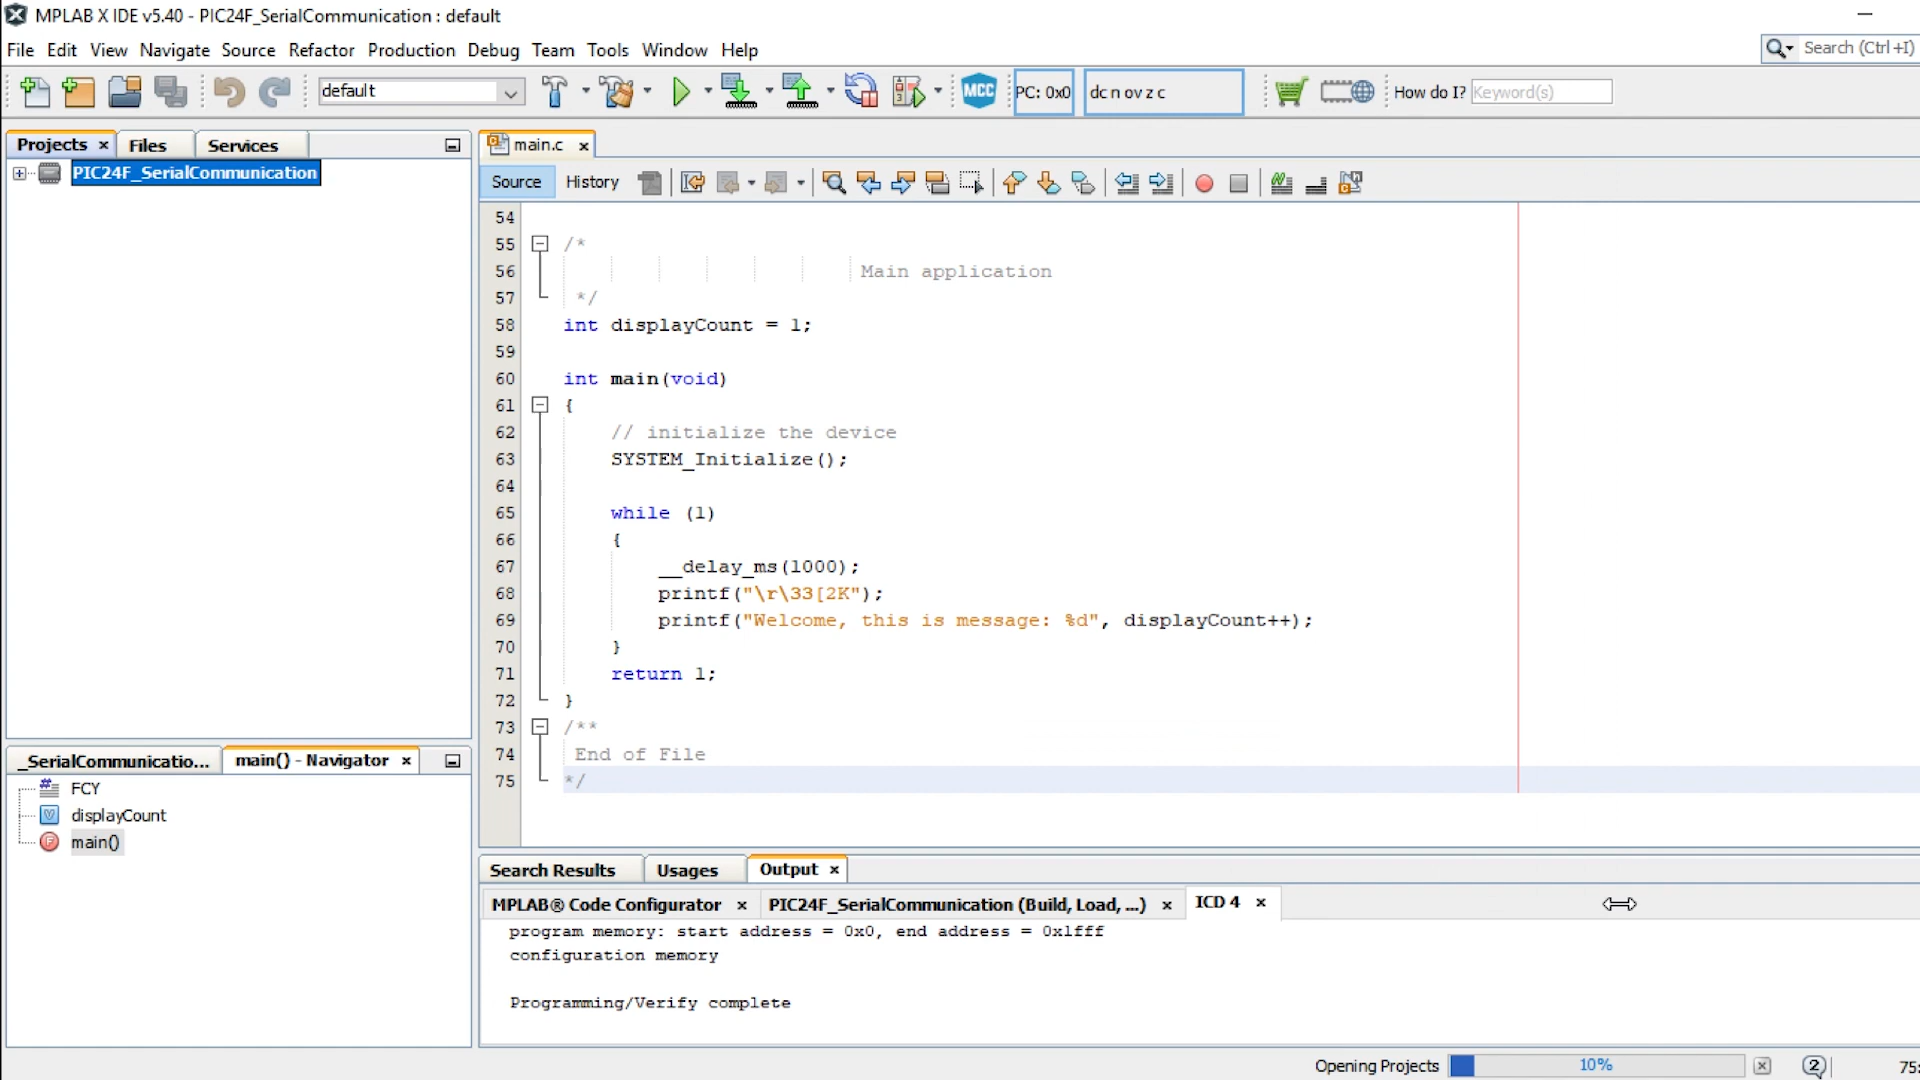 MPLAB X IDE v5.40 - PIC24F_SerialCommunication : default
File Edit View Navigate Source Refactor Production Debug Team Tools Window Help
Search (Ctrl+I)
default
MCC
PC: 0x0
dc n ov z c
How do I? Keyword(s)
Projects × Files Services
main.c ×
PIC24F_SerialCommunication
Source History
54
55 /*
56 Main application
57 */
58 int displayCount = 1;
59
60 int main(void)
61 {
62 // initialize the device
63 SYSTEM_Initialize();
64
65 while (1)
66 {
67 __delay_ms(1000);
68 printf("\r\33[2K");
69 printf("Welcome, this is message: %d", displayCount++);
70 }
71 return 1;
72 }
73 /**
74 End of File
75 */
_SerialCommunicatio... main() - Navigator ×
FCY
displayCount
main()
Search Results Usages Output ×
MPLAB® Code Configurator × PIC24F_SerialCommunication (Build, Load, ...) × ICD 4 ×
program memory: start address = 0x0, end address = 0x1fff
configuration memory
Programming/Verify complete
Opening Projects 10% 2 75: